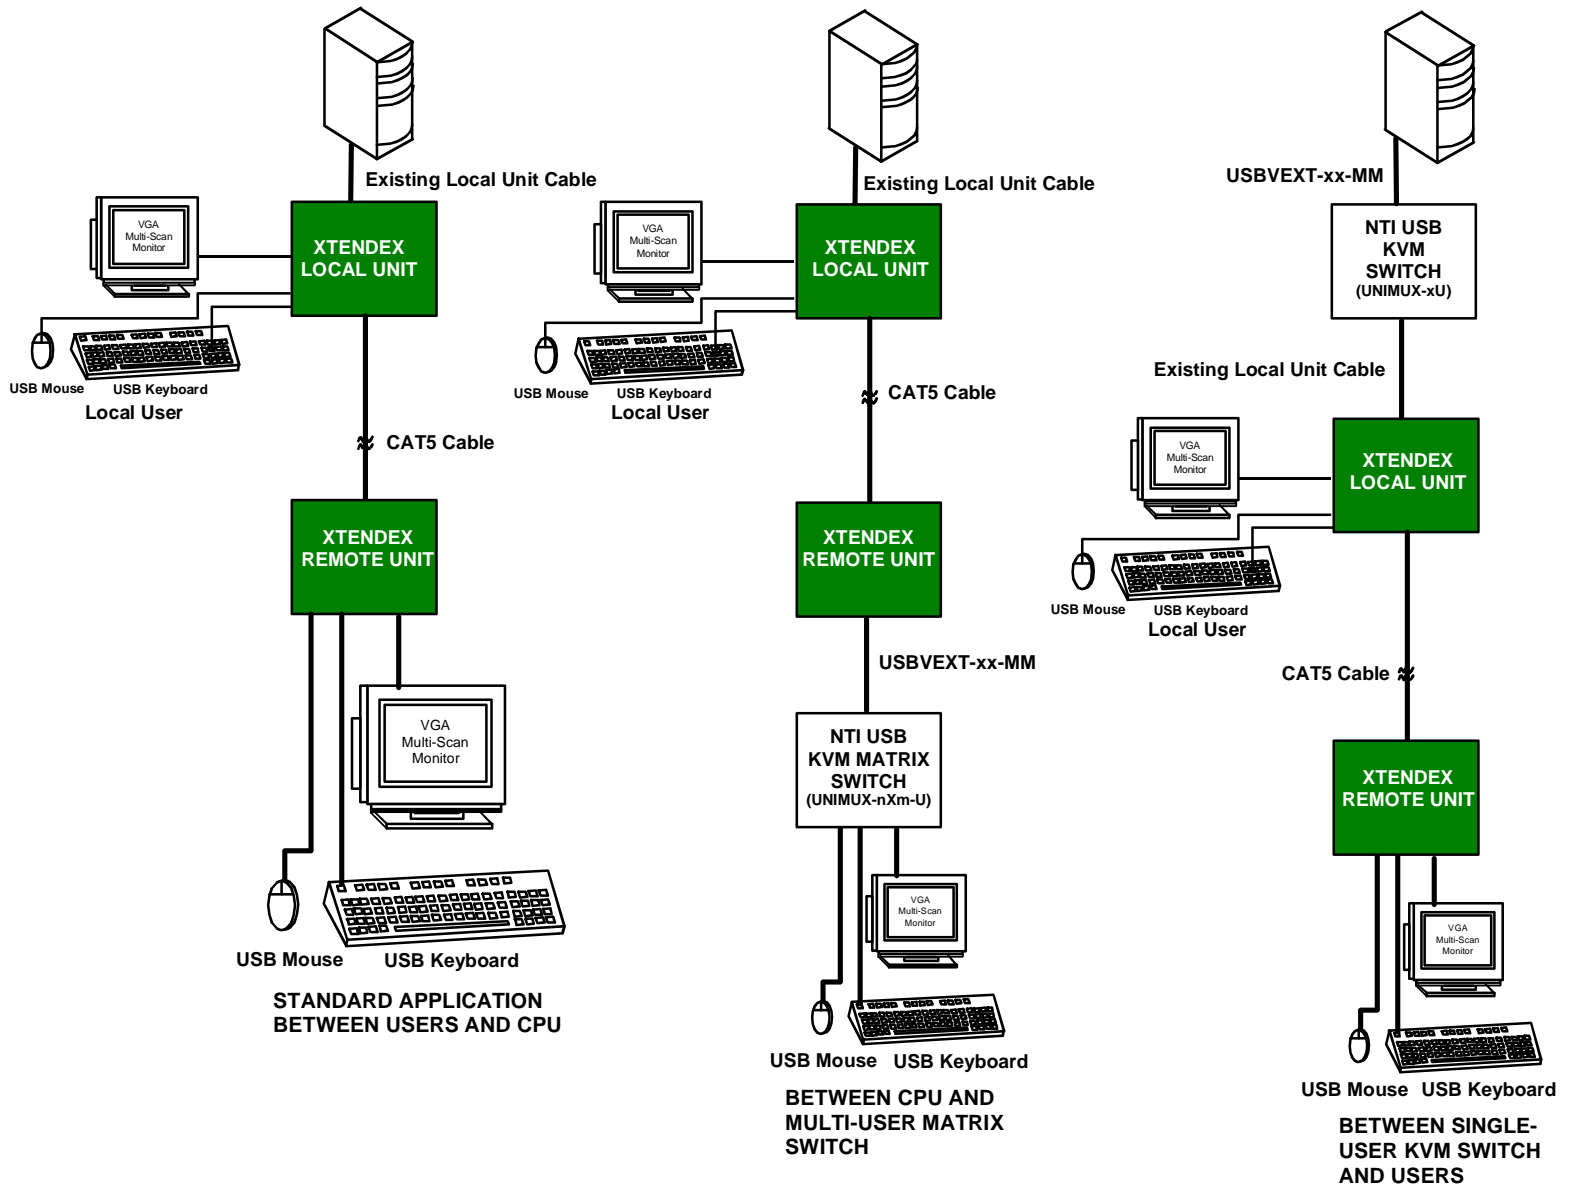 Existing Local Unit Cable
VGA
Multi-Scan
Monitor
XTENDEX
LOCAL UNIT
USB Mouse
USB Keyboard
Local User
CAT5 Cable
XTENDEX
REMOTE UNIT
VGA
Multi-Scan
Monitor
USB Mouse
USB Keyboard
STANDARD APPLICATION
BETWEEN USERS AND CPU
Existing Local Unit Cable
VGA
Multi-Scan
Monitor
XTENDEX
LOCAL UNIT
USB Mouse
USB Keyboard
Local User
CAT5 Cable
XTENDEX
REMOTE UNIT
USBVEXT-xx-MM
NTI USB
KVM MATRIX
SWITCH
(UNIMUX-nXm-U)
VGA
Multi-Scan
Monitor
USB Mouse
USB Keyboard
BETWEEN CPU AND
MULTI-USER MATRIX
SWITCH
USBVEXT-xx-MM
NTI USB
KVM
SWITCH
(UNIMUX-xU)
Existing Local Unit Cable
VGA
Multi-Scan
Monitor
XTENDEX
LOCAL UNIT
USB Mouse
USB Keyboard
Local User
CAT5 Cable
XTENDEX
REMOTE UNIT
VGA
Multi-Scan
Monitor
USB Mouse
USB Keyboard
BETWEEN SINGLE-
USER KVM SWITCH
AND USERS